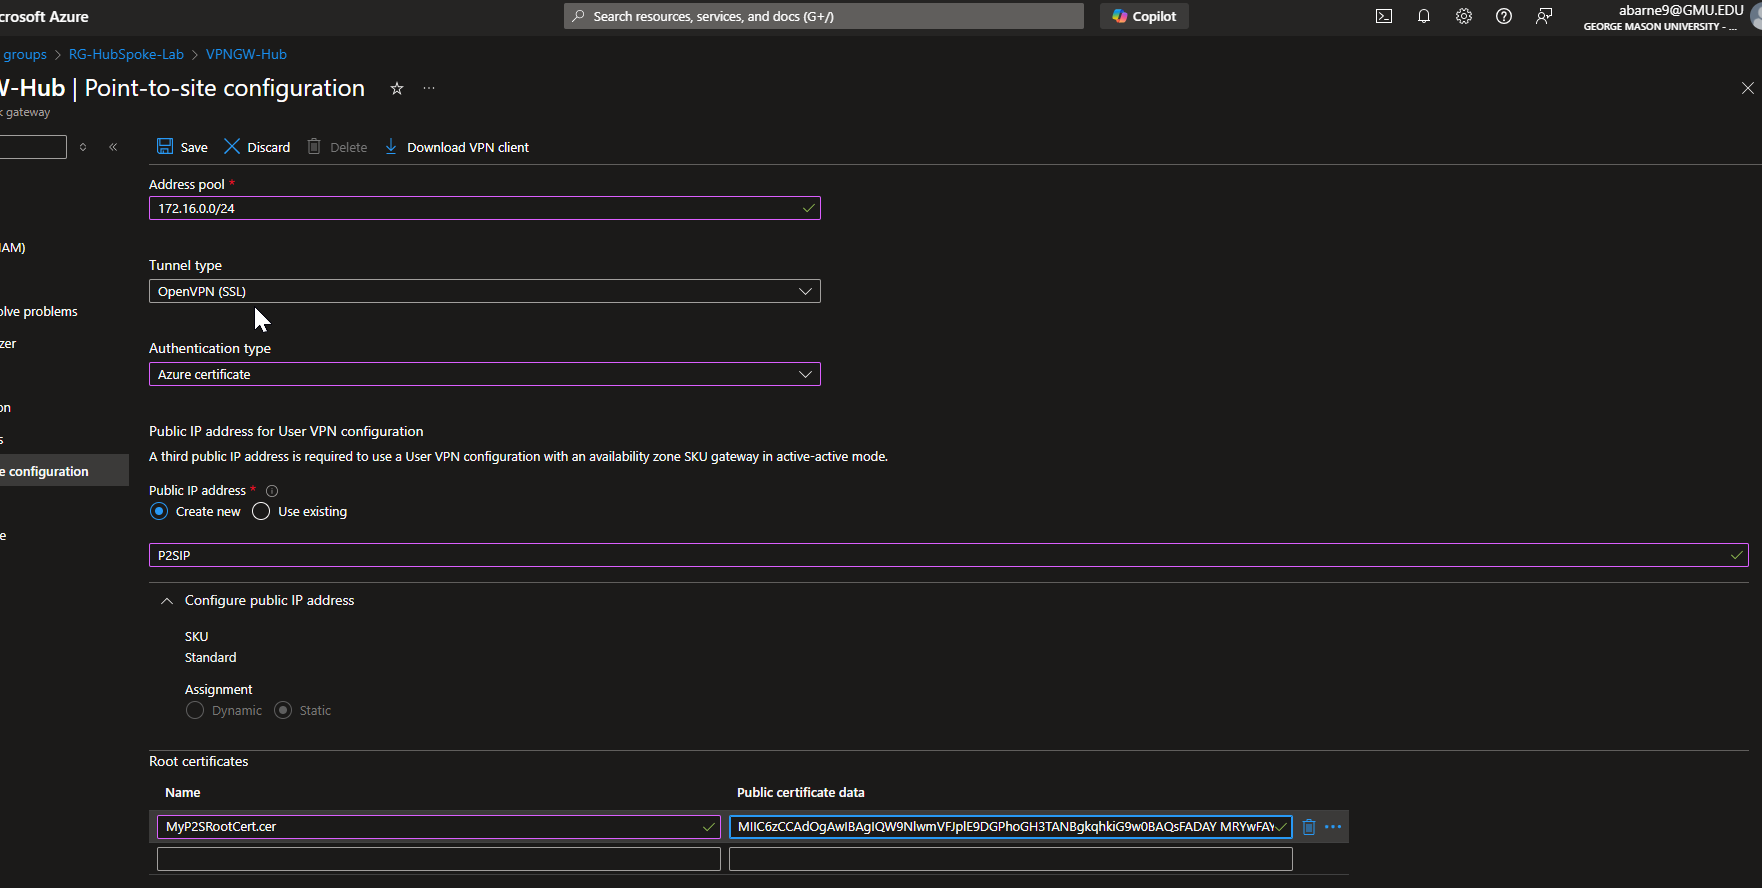 crosoft Azure
Search resources, services, and docs (G+/)
Copilot
abarne9@GMU.EDU
GEORGE MASON UNIVERSITY - ...
groups > RG-HubSpoke-Lab > VPNGW-Hub
W-Hub | Point-to-site configuration
k gateway
Save
Discard
Delete
Download VPN client
Address pool *
172.16.0.0/24
IAM)
Tunnel type
OpenVPN (SSL)
olve problems
zer
Authentication type
Azure certificate
on
Public IP address for User VPN configuration
s
A third public IP address is required to use a User VPN configuration with an availability zone SKU gateway in active-active mode.
e configuration
Public IP address *
Create new
Use existing
e
P2SIP
Configure public IP address
SKU
Standard
Assignment
Dynamic
Static
Root certificates
Name
Public certificate data
MyP2SRootCert.cer
MIIC6zCCAdOgAwIBAgIQW9NlwmVFJplE9DGPhoGH3TANBgkqhkiG9w0BAQsFADAY MRYwFAY